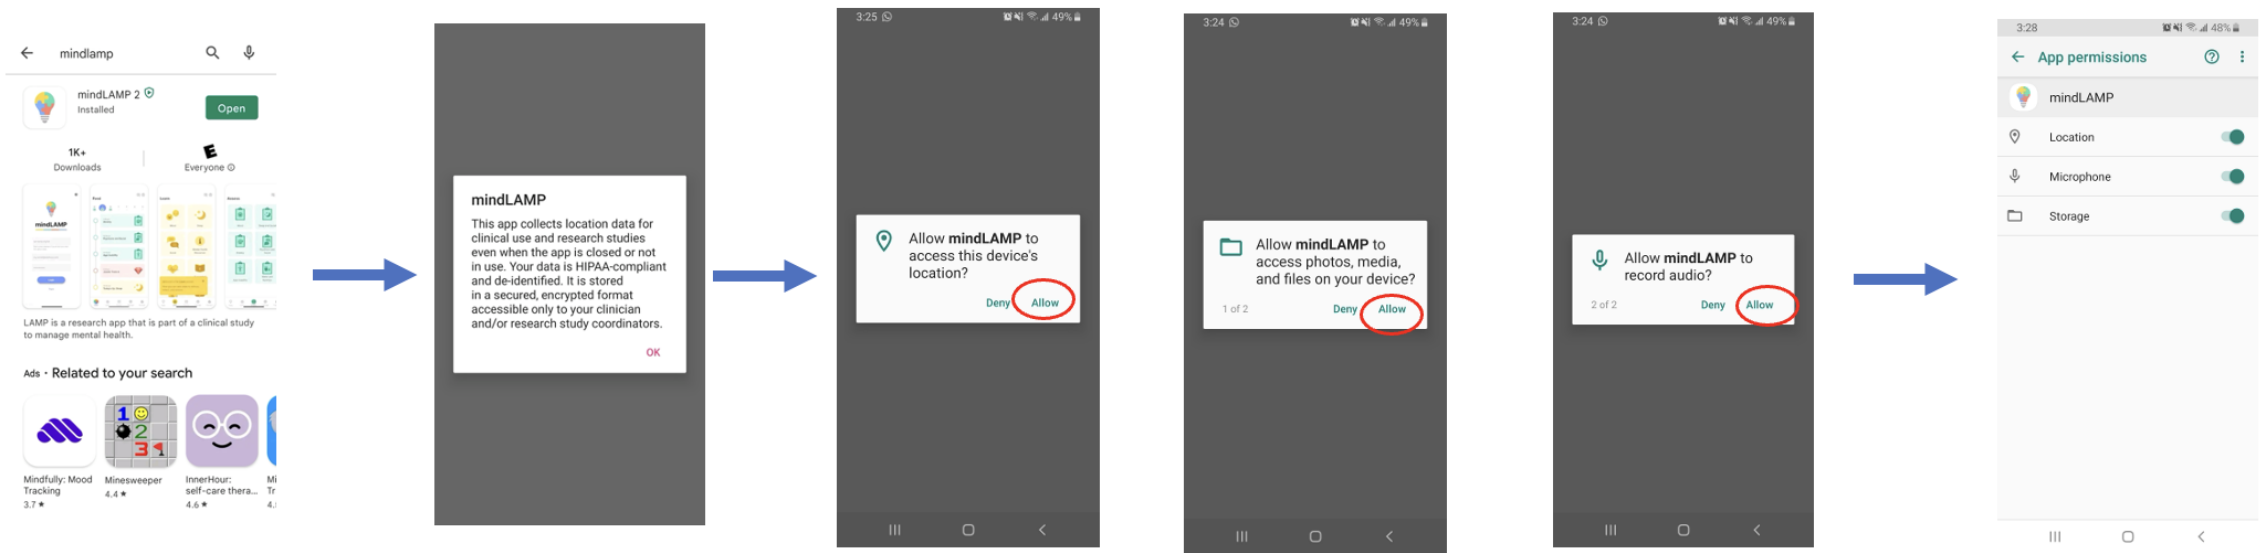 mindlamp
mindLAMP 2
Installed
Open
1K+
Downloads
E
Everyone
mindLAMP
LAMP is a research app that is part of a clinical study
to manage mental health.
Ads · Related to your search
1
2
3
Mindfully: Mood
Tracking
3.7 ★
Minesweeper
4.4 ★
InnerHour:
self-care thera...
4.6 ★
Mi
Tr
4.
mindLAMP
This app collects location data for
clinical use and research studies
even when the app is closed or not
in use. Your data is HIPAA-compliant
and de-identified. It is stored
in a secured, encrypted format
accessible only to your clinician
and/or research study coordinators.
OK
3:25 49%
Allow mindLAMP to
access this device's
location?
Deny Allow
3:24 49%
Allow mindLAMP to
access photos, media,
and files on your device?
1 of 2 Deny Allow
3:24 49%
Allow mindLAMP to
record audio?
2 of 2 Deny Allow
3:28 48%
App permissions
mindLAMP
Location
Microphone
Storage